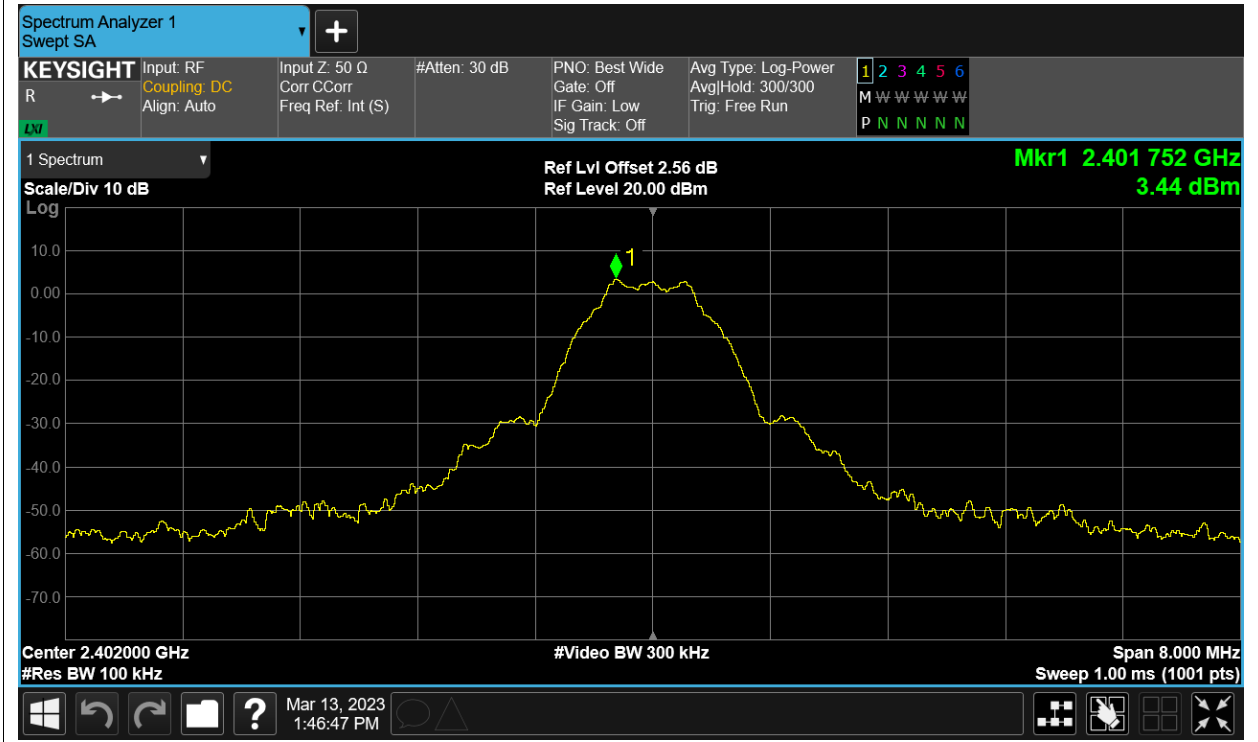 Spectrum Analyzer 1
Swept SA
KEYSIGHT
R
LXI
Input: RF
Coupling: DC
Align: Auto
Input Z: 50 Ω
Corr CCorr
Freq Ref: Int (S)
#Atten: 30 dB
PNO: Best Wide
Gate: Off
IF Gain: Low
Sig Track: Off
Avg Type: Log-Power
Avg|Hold: 300/300
Trig: Free Run
1 2 3 4 5 6
M W W W W W W
P N N N N N N
1 Spectrum
Scale/Div 10 dB
Log
Ref Lvl Offset 2.56 dB
Ref Level 20.00 dBm
Mkr1 2.401 752 GHz
3.44 dBm
1
10.0
0.00
-10.0
-20.0
-30.0
-40.0
-50.0
-60.0
-70.0
Center 2.402000 GHz
#Res BW 100 kHz
#Video BW 300 kHz
Span 8.000 MHz
Sweep 1.00 ms (1001 pts)
?
Mar 13, 2023
1:46:47 PM